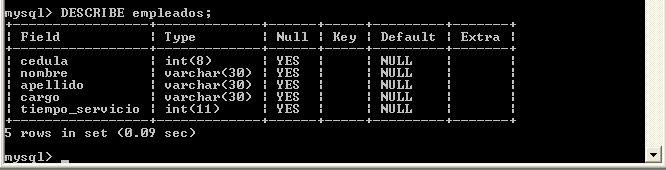 mysql> DESCRIBE empleados;
+-----------------+-------------+------+-----+---------+-------+
| Field           | Type        | Null | Key | Default | Extra |
+-----------------+-------------+------+-----+---------+-------+
| cedula          | int(8)      | YES  |     | NULL    |       |
| nombre          | varchar(30) | YES  |     | NULL    |       |
| apellido        | varchar(30) | YES  |     | NULL    |       |
| cargo           | varchar(30) | YES  |     | NULL    |       |
| tiempo_servicio | int(11)     | YES  |     | NULL    |       |
+-----------------+-------------+------+-----+---------+-------+
5 rows in set (0.09 sec)
mysql> _